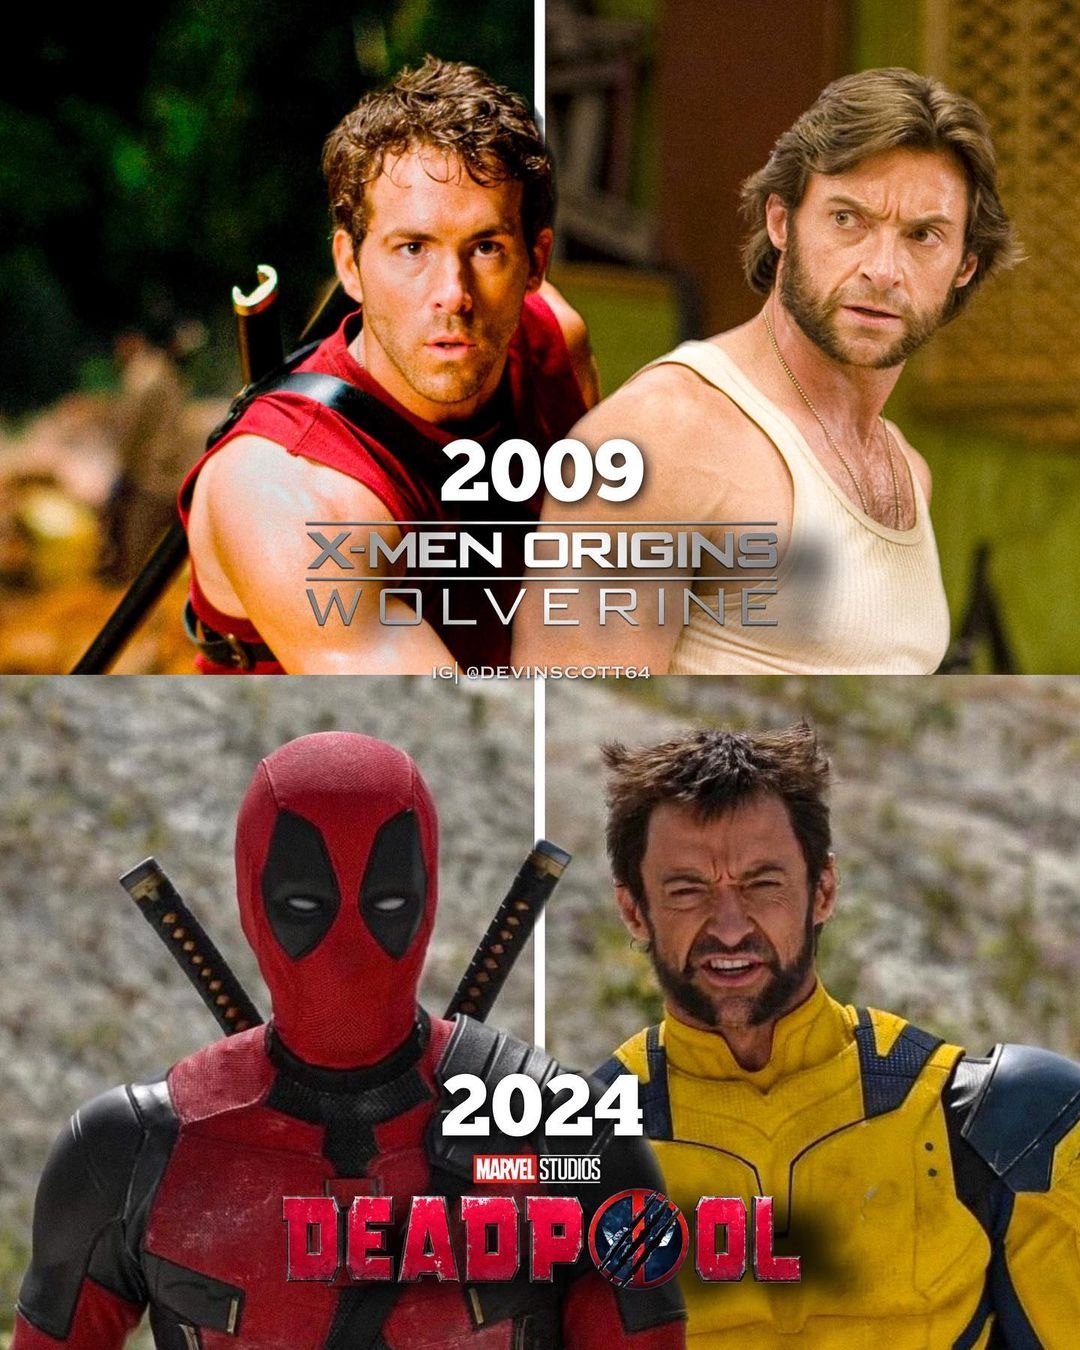 2009
X-MEN ORIGINS
WOLVERINE
IG| @DEVINSCOTT64
2024
MARVEL STUDIOS
DEADPOOL